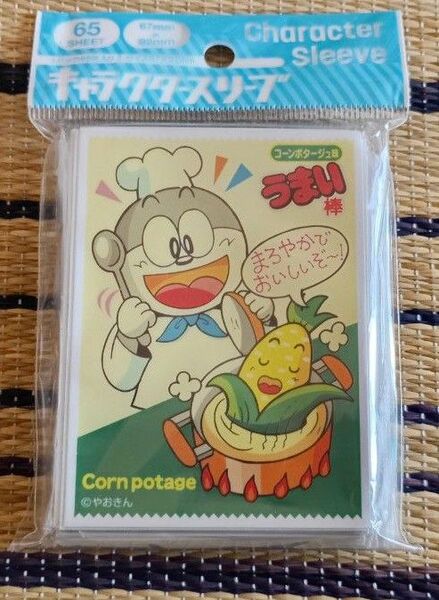 65
SHEET
67mm
×
92mm
Character
Sleeve
キャラクタースリーブ
コーンポタージュ味
うまい
棒
まろやかで
おいしいぞ〜!
Corn potage
©やおきん